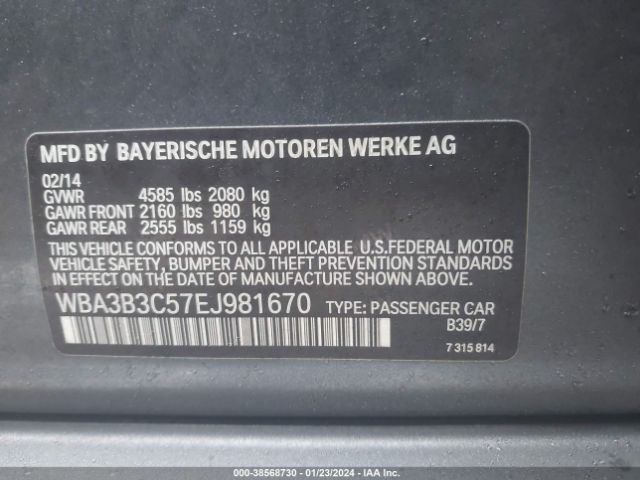 MFD BY BAYERISCHE MOTOREN WERKE AG
02/14
GVWR 4585 lbs 2080 kg
GAWR FRONT 2160 lbs 980 kg
GAWR REAR 2555 lbs 1159 kg
THIS VEHICLE CONFORMS TO ALL APPLICABLE U.S.FEDERAL MOTOR
VEHICLE SAFETY, BUMPER AND THEFT PREVENTION STANDARDS
IN EFFECT ON THE DATE OF MANUFACTURE SHOWN ABOVE.
WBA3B3C57EJ981670 TYPE: PASSENGER CAR
B39/7
7 315 814
000-38568730 - 01/23/2024 - IAA Inc.